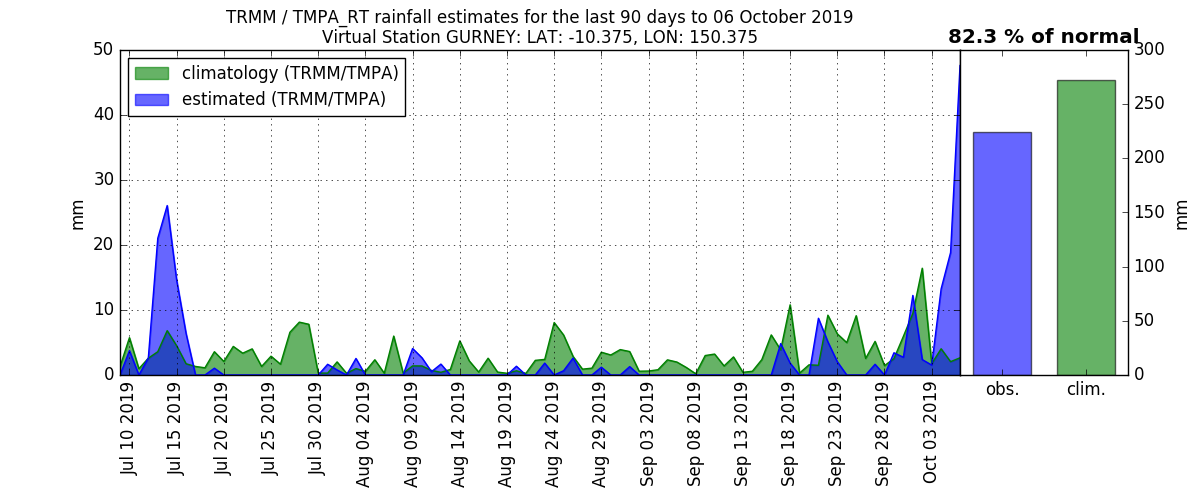 TRMM / TMPA_RT rainfall estimates for the last 90 days to 06 October 2019
Virtual Station GURNEY: LAT: -10.375, LON: 150.375
82.3 % of normal
climatology (TRMM/TMPA)
estimated (TRMM/TMPA)
50
40
30
20
10
0
mm
Jul 10 2019
Jul 15 2019
Jul 20 2019
Jul 25 2019
Jul 30 2019
Aug 04 2019
Aug 09 2019
Aug 14 2019
Aug 19 2019
Aug 24 2019
Aug 29 2019
Sep 03 2019
Sep 08 2019
Sep 13 2019
Sep 18 2019
Sep 23 2019
Sep 28 2019
Oct 03 2019
300
250
200
150
100
50
0
mm
obs.
clim.